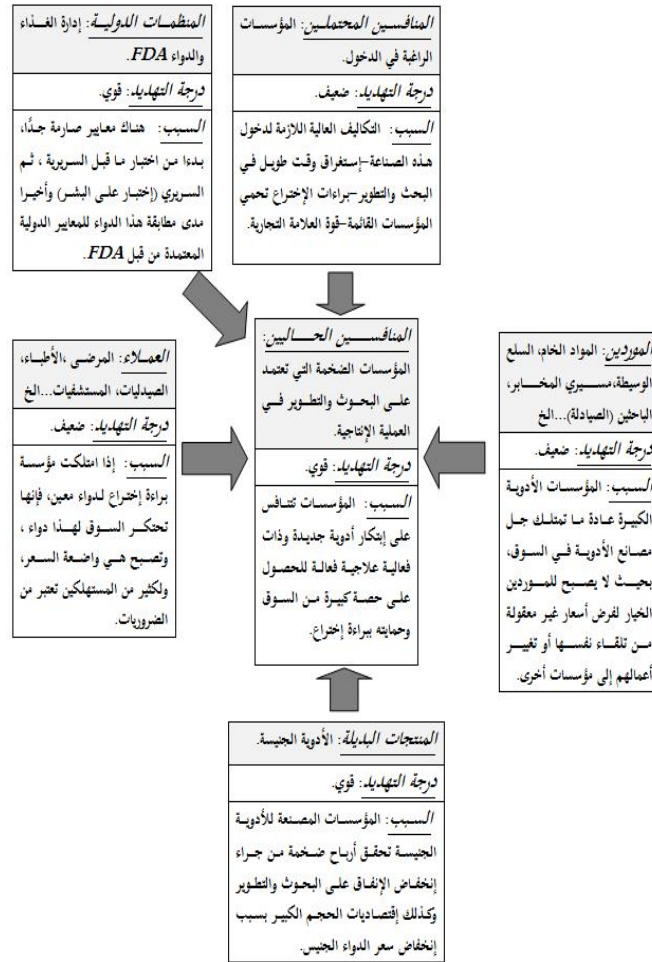 المنافسين المحتملين: المؤسسات
الراغبة في الدخول.
درجة التهديد: ضعيف.
السبب: التكاليف العالية اللازمة لدخول
هذه الصناعة-إستغراق وقت طويل في
البحث والتطوير-براءات الإختراع تحمي
المؤسسات القائمة-قوة العلامة التجارية.
المنظمات الدولية: إدارة الغذاء
والدواء FDA.
درجة التهديد: قوي.
السبب: هناك معايير صارمة جدًا،
بدءا من اختبار ما قبل السريرية ، ثم
السريري (إختبار على البشر) وأخيرا
مدى مطابقة هذا الدواء للمعايير الدولية
المعتمدة من قبل FDA.
الموردين: المواد الخام، السلع
الوسيطة،مسيري المخابر،
الباحثين (الصيادلة)...الخ
درجة التهديد: ضعيف.
السبب: المؤسسات الأدوية
الكبيرة عادة ما تمتلك جل
مصانع الأدوية في السوق،
بحيث لا يصبح للموردين
الخيار لفرض أسعار غير معقولة
من تلقاء نفسها أو تغيير
أعمالهم إلى مؤسسات أخرى.
المنافسين الحاليين:
المؤسسات الضخمة التي تعتمد
على البحوث والتطوير في
العملية الإنتاجية.
درجة التهديد: قوي.
السبب: المؤسسات تتنافس
على إبتكار أدوية جديدة وذات
فعالية علاجية فعالة للحصول
على حصة كبيرة من السوق
وحمايته ببراءة إختراع.
العملاء: المرضى ،الأطباء،
الصيدليات، المستشفيات...الخ
درجة التهديد: ضعيف.
السبب: إذا امتلكت مؤسسة
براءة إختراع لدواء معين، فإنها
تحتكر السوق لهذا دواء ،
وتصبح هي واضعة السعر،
ولكثير من المستهلكين تعتبر من
الضروريات.
المنتجات البديلة: الأدوية الجنيسة.
درجة التهديد: قوي.
السبب: المؤسسات المصنعة للأدوية
الجنيسة تحقق أرباح ضخمة من جراء
إنخفاض الإنفاق على البحوث والتطوير
وكذلك إقتصاديات الحجم الكبير بسبب
إنخفاض سعر الدواء الجنيس.